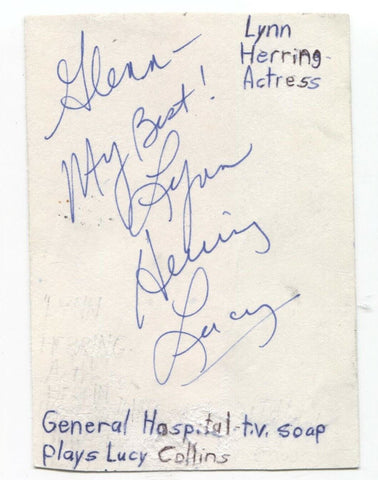 Lynn
Herring-
Actress
Glenn-
My Best!
Lynn
Herring
Lucy
General Hospital-t.v. soap
plays Lucy Collins